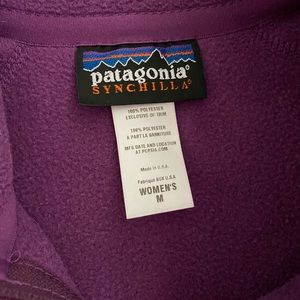 patagonia®
SYNCHILLA®
100% POLYESTER
EXCLUSIVE OF TRIM
100% POLYESTER
A PART LA GARNITURE
MFG DATE AND LOCATION
AT PCPSIA.COM
Made in U.S.A.
Fabriqué aux U.S.A
WOMEN'S
M